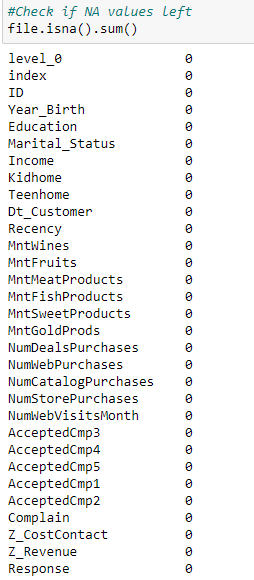 #Check if NA values left
file.isna().sum()
level_0 0
index 0
ID 0
Year_Birth 0
Education 0
Marital_Status 0
Income 0
Kidhome 0
Teenhome 0
Dt_Customer 0
Recency 0
MntWines 0
MntFruits 0
MntMeatProducts 0
MntFishProducts 0
MntSweetProducts 0
MntGoldProds 0
NumDealsPurchases 0
NumWebPurchases 0
NumCatalogPurchases 0
NumStorePurchases 0
NumWebVisitsMonth 0
AcceptedCmp3 0
AcceptedCmp4 0
AcceptedCmp5 0
AcceptedCmp1 0
AcceptedCmp2 0
Complain 0
Z_CostContact 0
Z_Revenue 0
Response 0